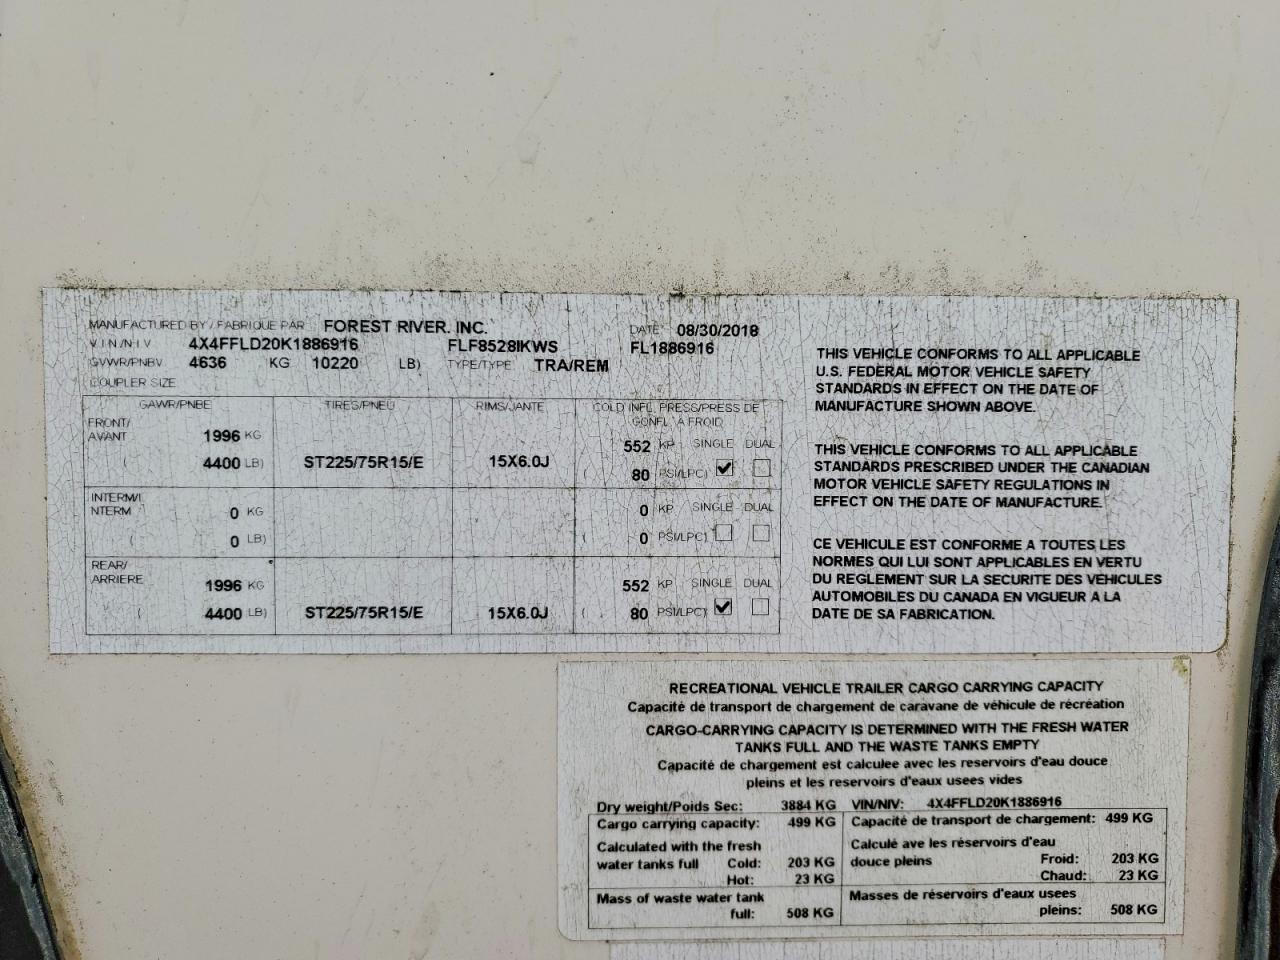 MANUFACTURED BY / FABRIQUE PAR FOREST RIVER, INC. DATE 08/30/2018
V I N /N I V 4X4FFLD20K1886916 FLF8528IKWS FL1886916
GVWR/PNBV 4636 KG 10220 LB) TYPE/TYPE TRA/REM
COUPLER SIZE
GAWR/PNBE TIRES/PNEU RIMS/JANTE COLD INFL. PRESS/PRESS DE
GONFL A FROID
FRONT/
AVANT 1996 KG 552 KP SINGLE DUAL
( 4400 LB) ST225/75R15/E 15X6.0J ( 80 PSI/LPC)
INTERM/I
NTERM 0 KG 0 KP SINGLE DUAL
( 0 LB) ( 0 PSI/LPC)
REAR/
ARRIERE 1996 KG 552 KP SINGLE DUAL
( 4400 LB) ST225/75R15/E 15X6.0J ( 80 PSI/LPC)
THIS VEHICLE CONFORMS TO ALL APPLICABLE
U.S. FEDERAL MOTOR VEHICLE SAFETY
STANDARDS IN EFFECT ON THE DATE OF
MANUFACTURE SHOWN ABOVE.
THIS VEHICLE CONFORMS TO ALL APPLICABLE
STANDARDS PRESCRIBED UNDER THE CANADIAN
MOTOR VEHICLE SAFETY REGULATIONS IN
EFFECT ON THE DATE OF MANUFACTURE.
CE VEHICULE EST CONFORME A TOUTES LES
NORMES QUI LUI SONT APPLICABLES EN VERTU
DU REGLEMENT SUR LA SECURITE DES VEHICULES
AUTOMOBILES DU CANADA EN VIGUEUR A LA
DATE DE SA FABRICATION.
RECREATIONAL VEHICLE TRAILER CARGO CARRYING CAPACITY
Capacité de transport de chargement de caravane de véhicule de récréation
CARGO-CARRYING CAPACITY IS DETERMINED WITH THE FRESH WATER
TANKS FULL AND THE WASTE TANKS EMPTY
Capacité de chargement est calculee avec les reservoirs d'eau douce
pleins et les reservoirs d'eaux usees vides
Dry weight/Poids Sec: 3884 KG VIN/NIV: 4X4FFLD20K1886916
Cargo carrying capacity: 499 KG Capacité de transport de chargement: 499 KG
Calculated with the fresh Calculé ave les réservoirs d'eau
water tanks full Cold: 203 KG douce pleins Froid: 203 KG
Hot: 23 KG Chaud: 23 KG
Mass of waste water tank Masses de réservoirs d'eaux usees
full: 508 KG pleins: 508 KG